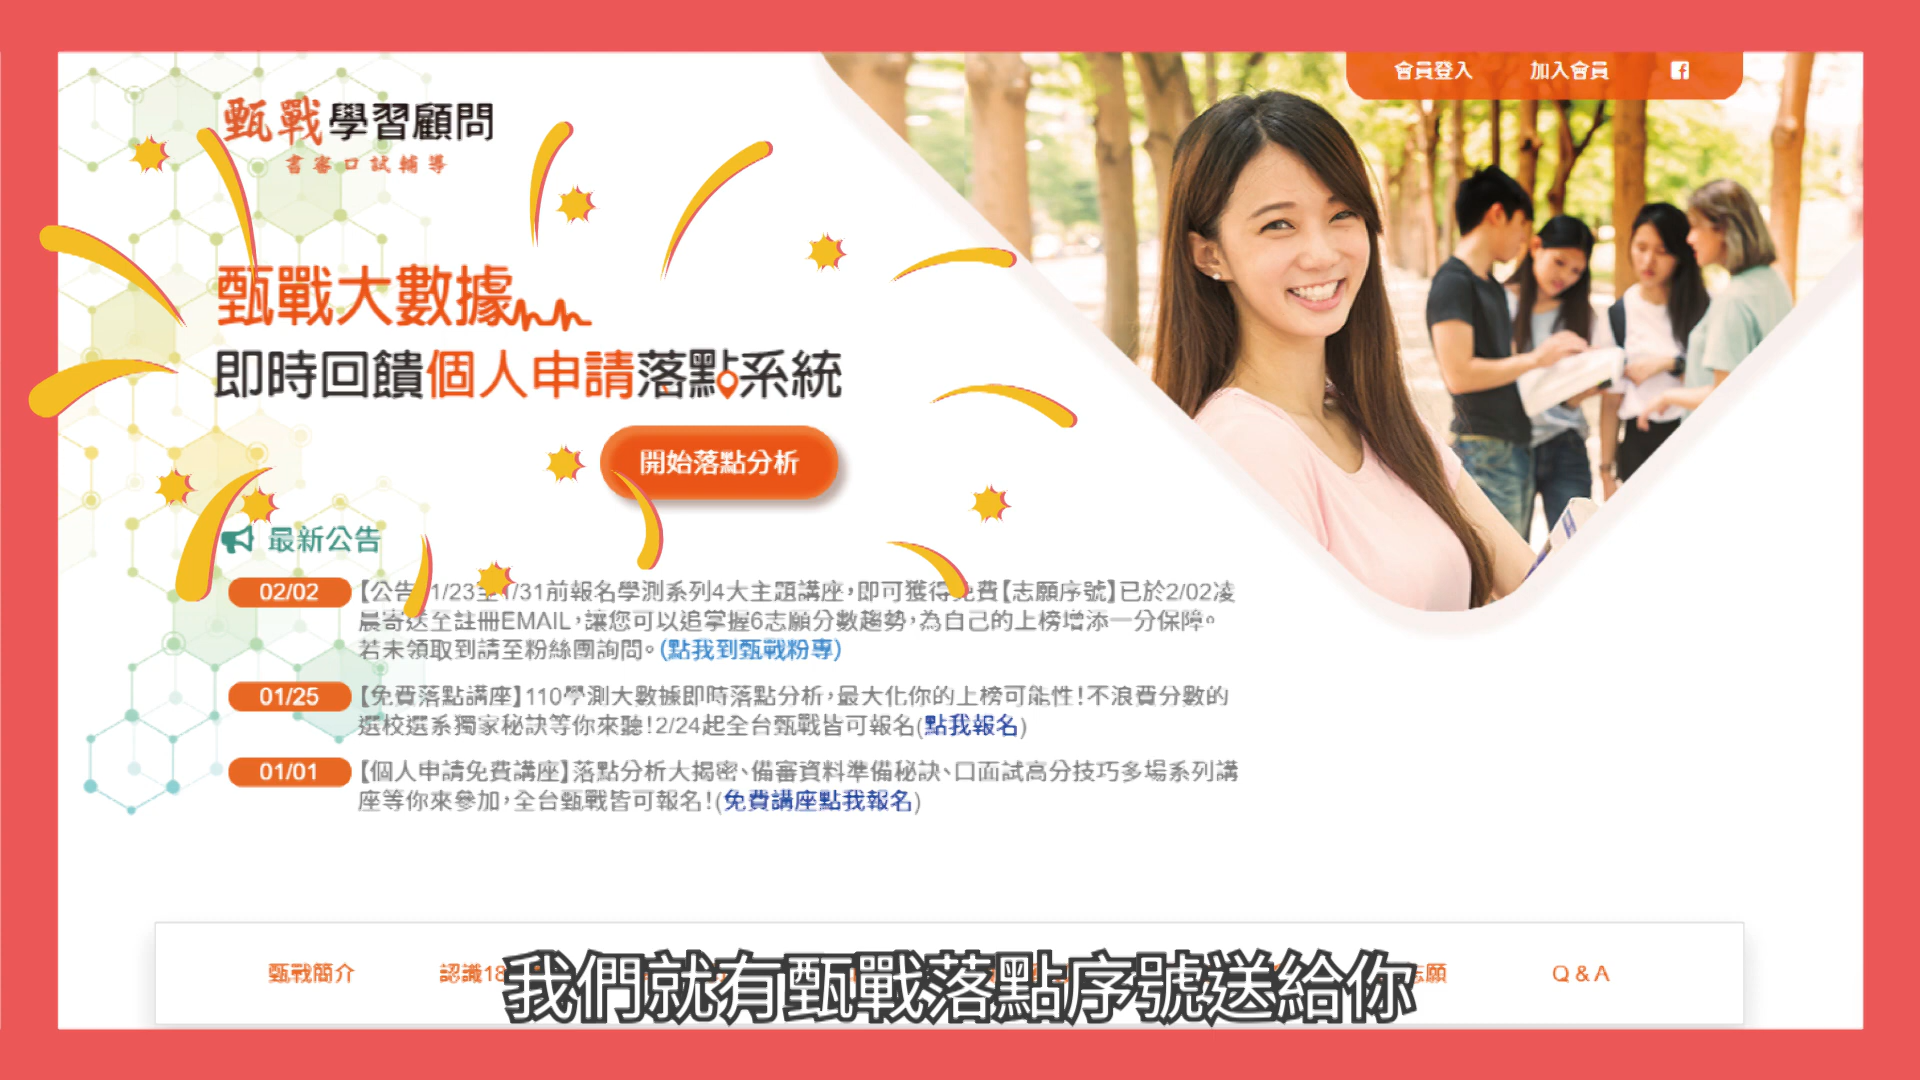 會員登入 加入會員
甄戰學習顧問
書審口試輔導
甄戰大數據
即時回饋個人申請落點系統
開始落點分析
最新公告
02/02 【公告 1/23至1/31前報名學測系列4大主題講座，即可獲得免費【志願序號】已於2/02凌
晨寄送至註冊EMAIL，讓您可以追掌握6志願分數趨勢，為自己的上榜增添一分保障。
若未領取到請至粉絲團詢問。(點我到甄戰粉專)
01/25 【免費落點講座】110學測大數據即時落點分析，最大化你的上榜可能性！不浪費分數的
選校選系獨家秘訣等你來聽！2/24起全台甄戰皆可報名(點我報名)
01/01 【個人申請免費講座】落點分析大揭密、備審資料準備秘訣、口面試高分技巧多場系列講
座等你來參加，全台甄戰皆可報名！(免費講座點我報名)
甄戰簡介 認識18 志願 Q & A
我們就有甄戰落點序號送給你